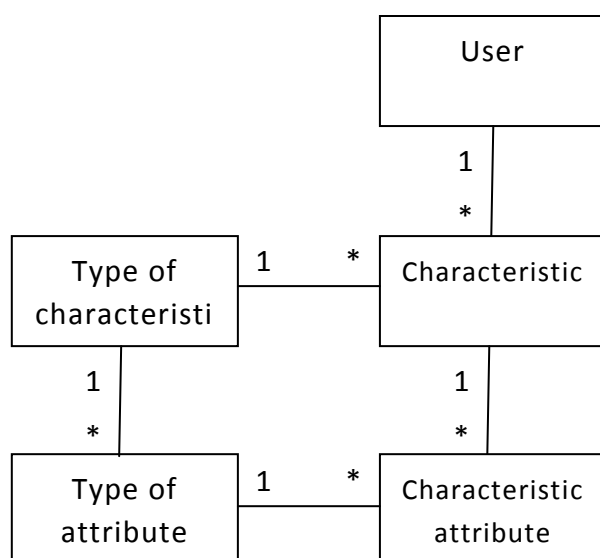 User
1
*
Type of
characteristi
1
*
Characteristic
1
*
1
*
Type of
attribute
1
*
Characteristic
attribute